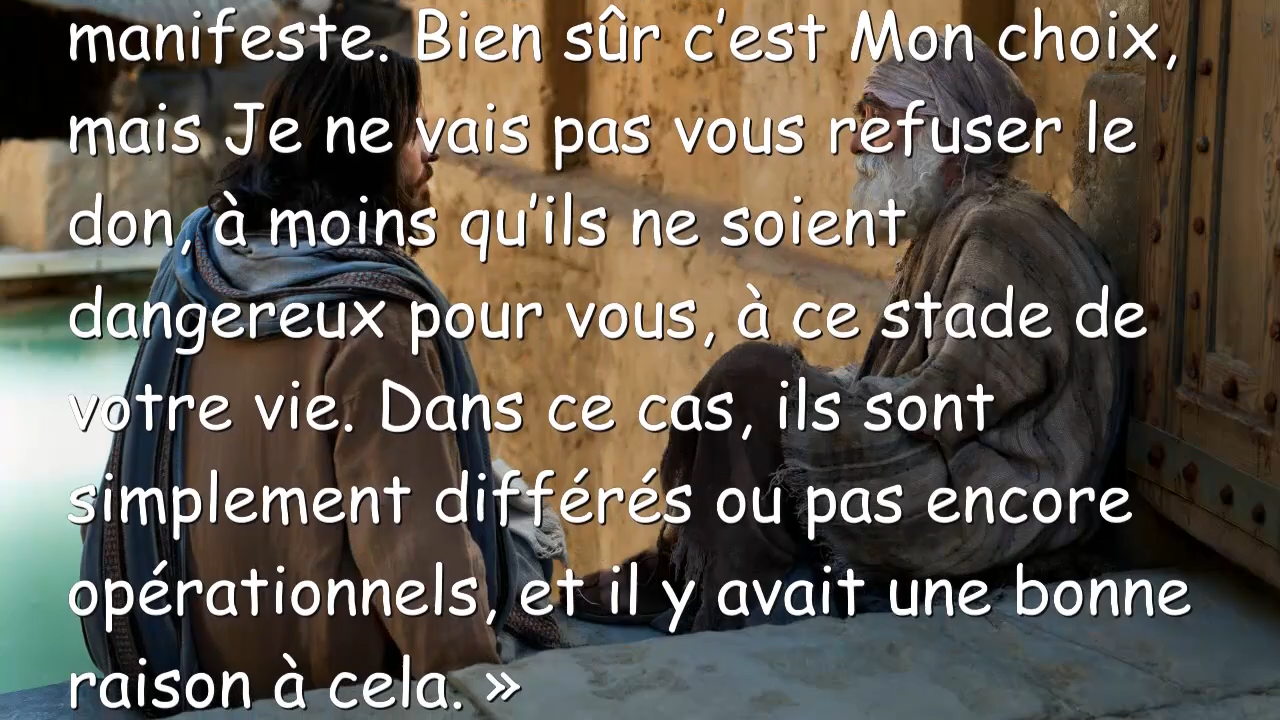 manifeste. Bien sûr c'est Mon choix,
mais Je ne vais pas vous refuser le
don, à moins qu'ils ne soient
dangereux pour vous, à ce stade de
votre vie. Dans ce cas, ils sont
simplement différés ou pas encore
opérationnels, et il y avait une bonne
raison à cela. »